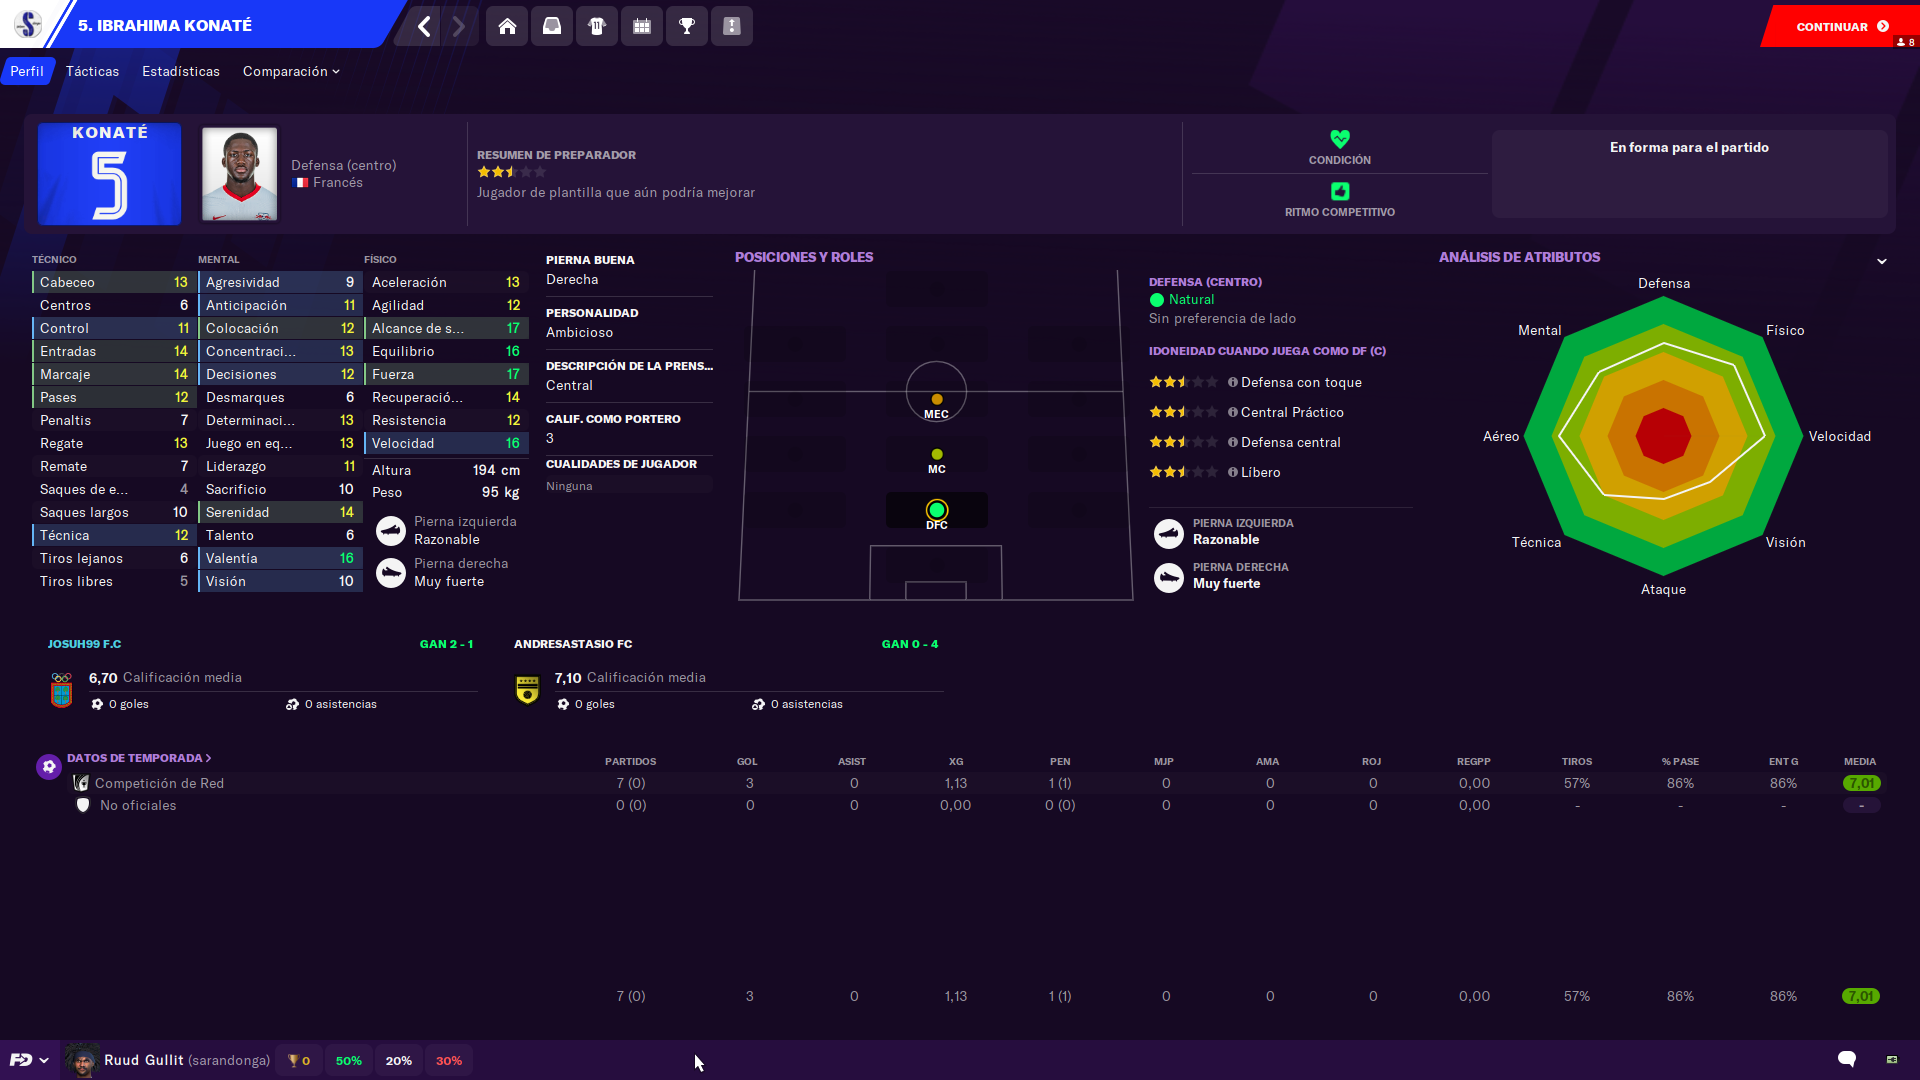 5. IBRAHIMA KONATÉ
CONTINUAR
8
Perfil Tácticas Estadísticas Comparación
KONATÉ
5
Defensa (centro)
Francés
RESUMEN DE PREPARADOR
Jugador de plantilla que aún podría mejorar
CONDICIÓN
RITMO COMPETITIVO
En forma para el partido
TÉCNICO
Cabeceo 13
Centros 6
Control 11
Entradas 14
Marcaje 14
Pases 12
Penaltis 7
Regate 13
Remate 7
Saques de e... 4
Saques largos 10
Técnica 12
Tiros lejanos 6
Tiros libres 5
MENTAL
Agresividad 9
Anticipación 11
Colocación 12
Concentraci... 13
Decisiones 12
Desmarques 6
Determinaci... 13
Juego en eq... 13
Liderazgo 11
Sacrificio 10
Serenidad 14
Talento 6
Valentía 16
Visión 10
FÍSICO
Aceleración 13
Agilidad 12
Alcance de s... 17
Equilibrio 16
Fuerza 17
Recuperació... 14
Resistencia 12
Velocidad 16
Altura 194 cm
Peso 95 kg
Pierna izquierda
Razonable
Pierna derecha
Muy fuerte
PIERNA BUENA
Derecha
PERSONALIDAD
Ambicioso
DESCRIPCIÓN DE LA PRENS...
Central
CALIF. COMO PORTERO
3
CUALIDADES DE JUGADOR
Ninguna
POSICIONES Y ROLES
MEC
MC
DFC
DEFENSA (CENTRO)
Natural
Sin preferencia de lado
IDONEIDAD CUANDO JUEGA COMO DF (C)
Defensa con toque
Central Práctico
Defensa central
Líbero
PIERNA IZQUIERDA
Razonable
PIERNA DERECHA
Muy fuerte
ANÁLISIS DE ATRIBUTOS
Defensa
Mental Físico
Aéreo Velocidad
Técnica Visión
Ataque
JOSUH99 F.C GAN 2 - 1
6,70 Calificación media
0 goles 0 asistencias
ANDRESASTASIO FC GAN 0 - 4
7,10 Calificación media
0 goles 0 asistencias
DATOS DE TEMPORADA PARTIDOS GOL ASIST XG PEN MJP AMA ROJ REGPP TIROS % PASE ENT G MEDIA
Competición de Red 7 (0) 3 0 1,13 1 (1) 0 0 0 0,00 57% 86% 86% 7,01
No oficiales 0 (0) 0 0 0,00 0 (0) 0 0 0 0,00 - - - -
7 (0) 3 0 1,13 1 (1) 0 0 0 0,00 57% 86% 86% 7,01
Ruud Gullit (sarandonga) 0 50% 20% 30%